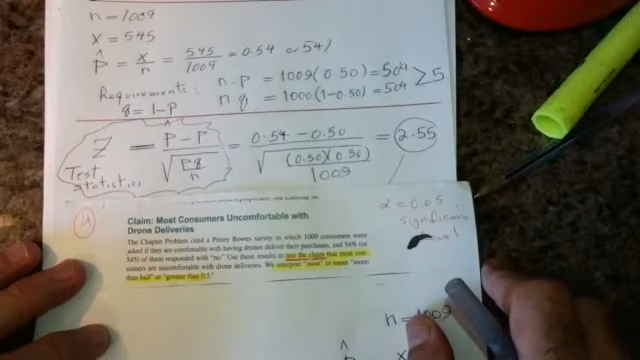 n = 1009
x = 545
p̂ = x/n = 545/1009 = 0.54 or 54%
Requirements: n.p = 1009(0.50) = 504 ≥ 5
q = 1-P n.q = 1000(1-0.50) = 504
Z = p̂-P/√(pq/n) = 0.54-0.50/√((0.50)(0.50)/1009) = 2.55
Test statistics
4
α = 0.05
significance
level
Claim: Most Consumers Uncomfortable with
Drone Deliveries
The Chapter Problem cited a Pitney Bowes survey in which 1009 consumers were
asked if they are comfortable with having drones deliver their purchases, and 54% (or
545) of them responded with "no." Use these results to test the claim that most con-
sumers are uncomfortable with drone deliveries. We interpret "most" to mean "more
than half" or "greater than 0.5."
n = 1009
x
p̂